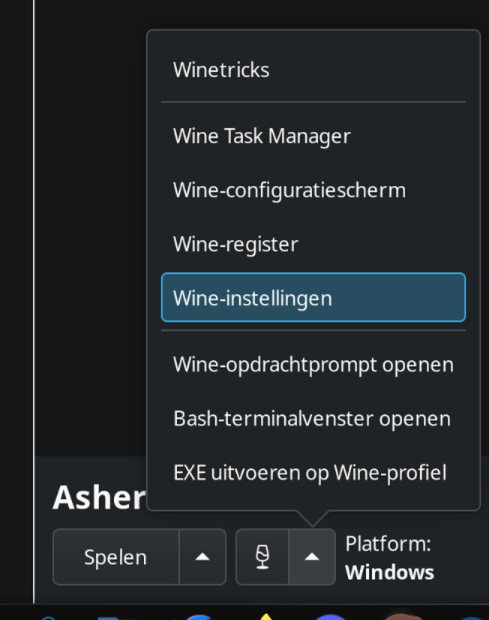 Winetricks
Wine Task Manager
Wine-configuratiescherm
Wine-register
Wine-instellingen
Wine-opdrachtprompt openen
Bash-terminalvenster openen
EXE uitvoeren op Wine-profiel
Asher
Spelen
Platform:
Windows